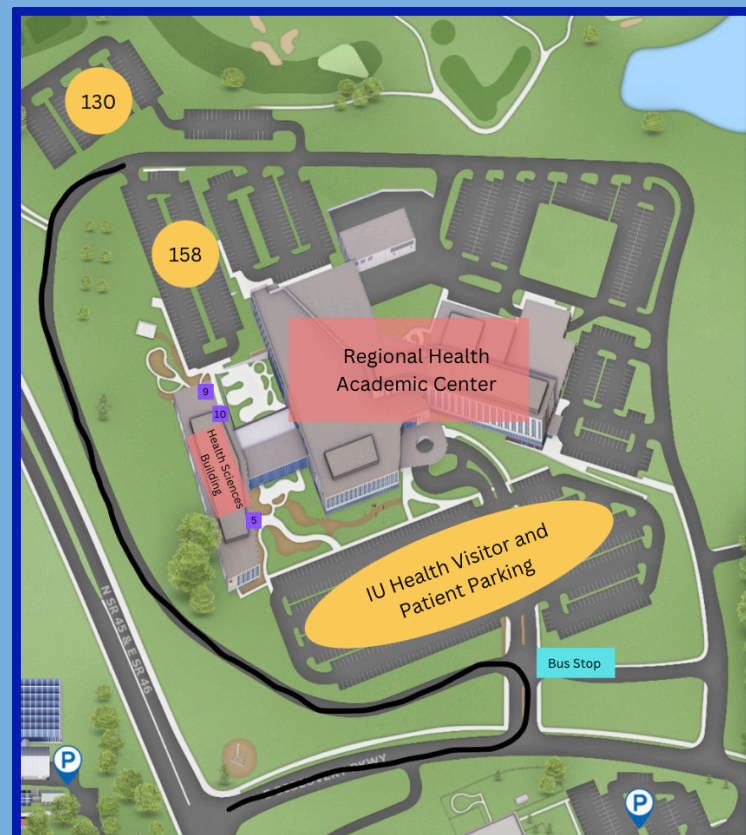 130
158
Regional Health
Academic Center
9
10
Health Sciences
Building
5
IU Health Visitor and
Patient Parking
N SR 45 & E SR 46
Bus Stop
P
P